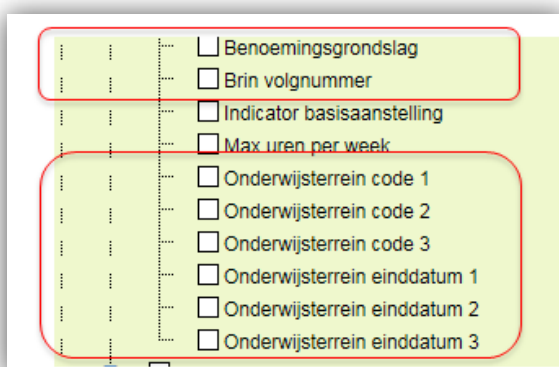 Benoemingsgrondslag
Brin volgnummer
Indicator basisaanstelling
Max uren per week
Onderwijsterrein code 1
Onderwijsterrein code 2
Onderwijsterrein code 3
Onderwijsterrein einddatum 1
Onderwijsterrein einddatum 2
Onderwijsterrein einddatum 3